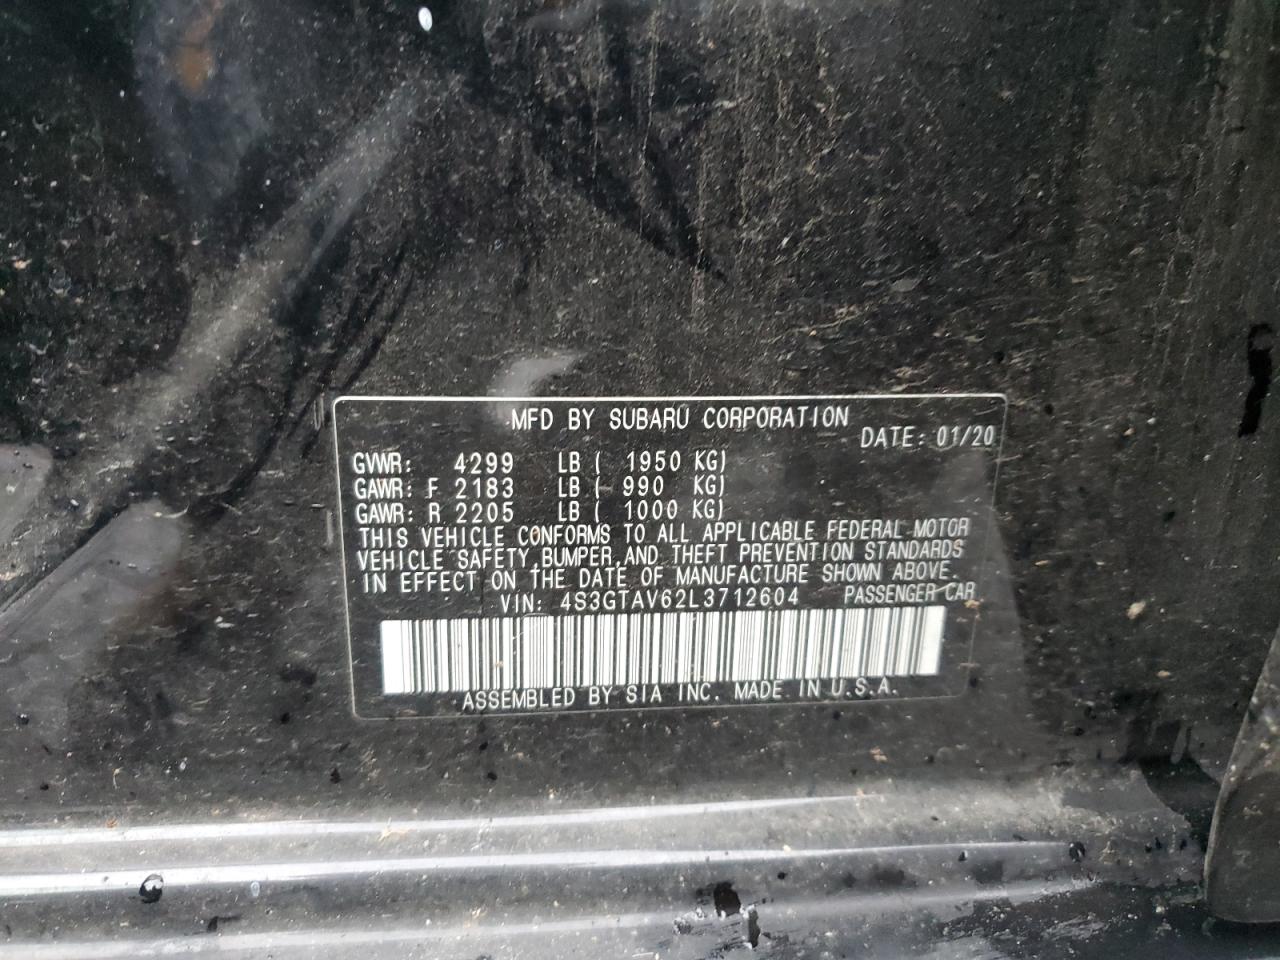 MFD BY SUBARU CORPORATION
DATE: 01/20
GVWR: 4299 LB ( 1950 KG)
GAWR: F 2183 LB ( 990 KG)
GAWR: R 2205 LB ( 1000 KG)
THIS VEHICLE CONFORMS TO ALL APPLICABLE FEDERAL MOTOR
VEHICLE SAFETY, BUMPER, AND THEFT PREVENTION STANDARDS
IN EFFECT ON THE DATE OF MANUFACTURE SHOWN ABOVE.
VIN: 4S3GTAV62L3712604 PASSENGER CAR
ASSEMBLED BY SIA INC. MADE IN U.S.A.